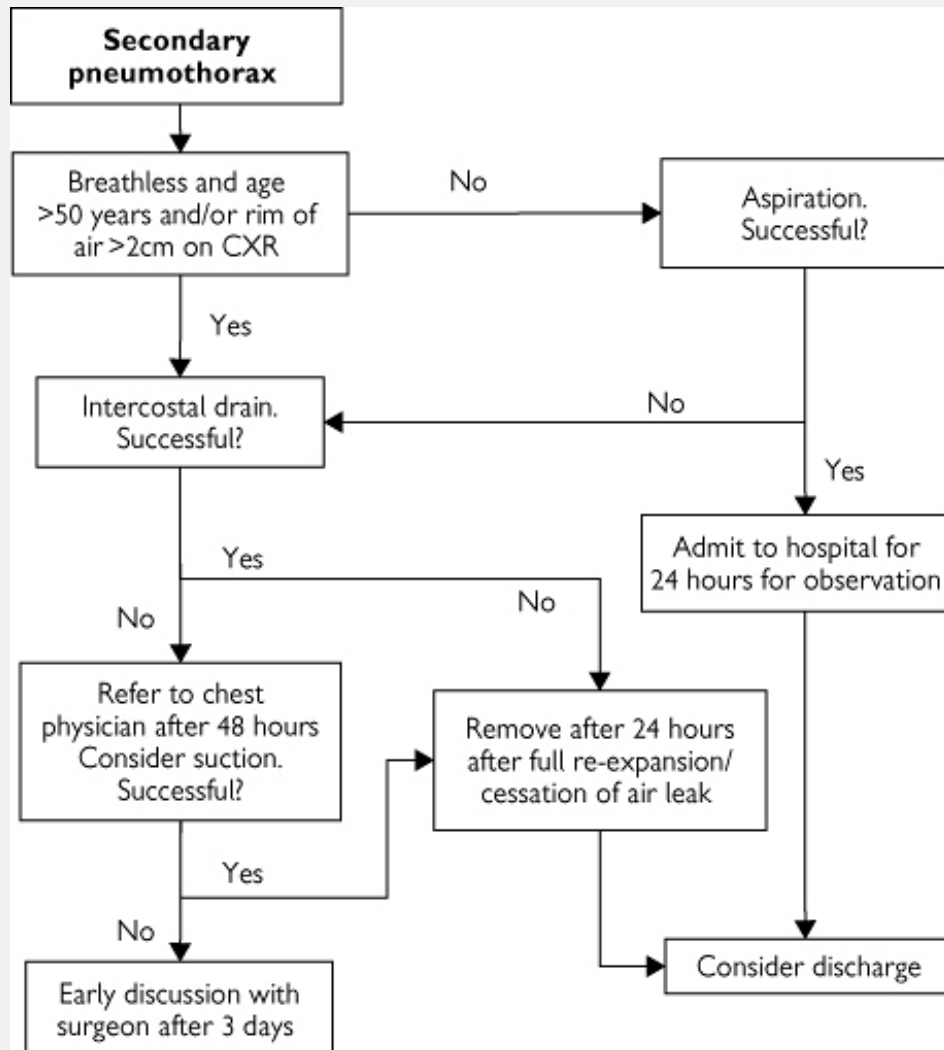 Secondary
pneumothorax
Breathless and age
>50 years and/or rim of
air >2cm on CXR
No
Aspiration.
Successful?
Yes
Intercostal drain.
Successful?
No
Yes
Admit to hospital for
24 hours for observation
Yes
No
No
Refer to chest
physician after 48 hours
Consider suction.
Successful?
Remove after 24 hours
after full re-expansion/
cessation of air leak
Yes
No
Consider discharge
Early discussion with
surgeon after 3 days